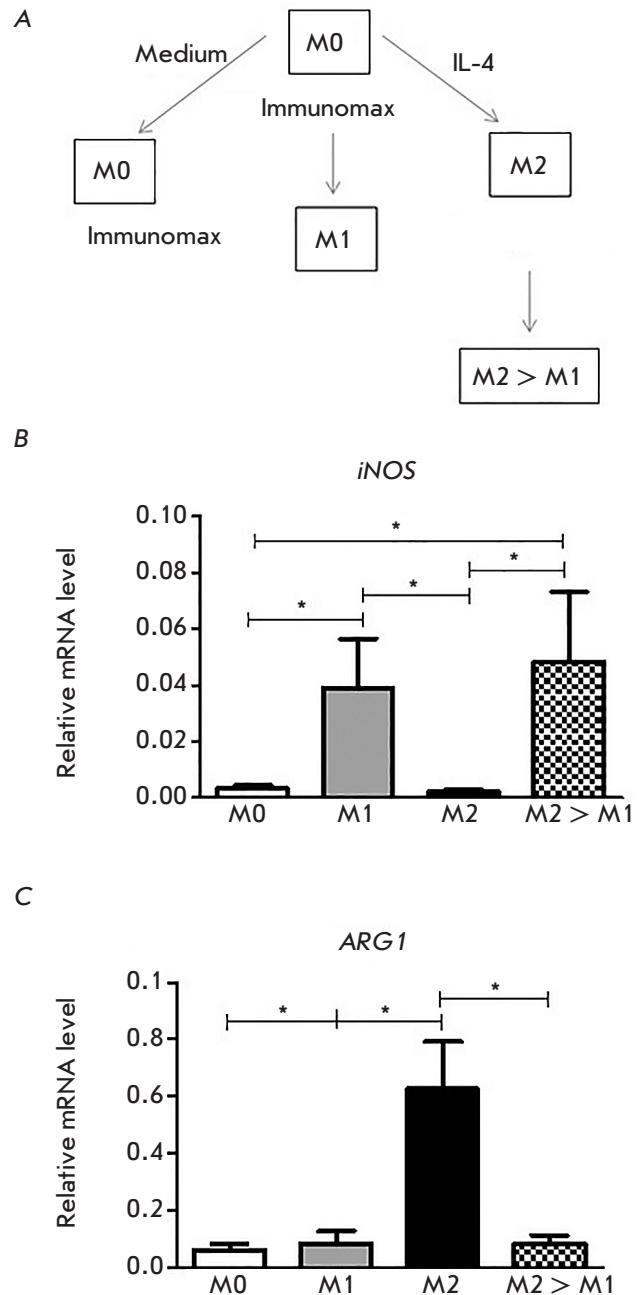 A
M0
Medium
IL-4
Immunomax
M0
M2
Immunomax
M1
M2 > M1
B
iNOS
Relative mRNA level
0.10
0.08
0.06
0.04
0.02
0.00
*
*
*
*
M0 M1 M2 M2 > M1
C
ARG1
Relative mRNA level
0.1
0.8
0.6
0.4
0.2
0.0
* * *
M0 M1 M2 M2 > M1